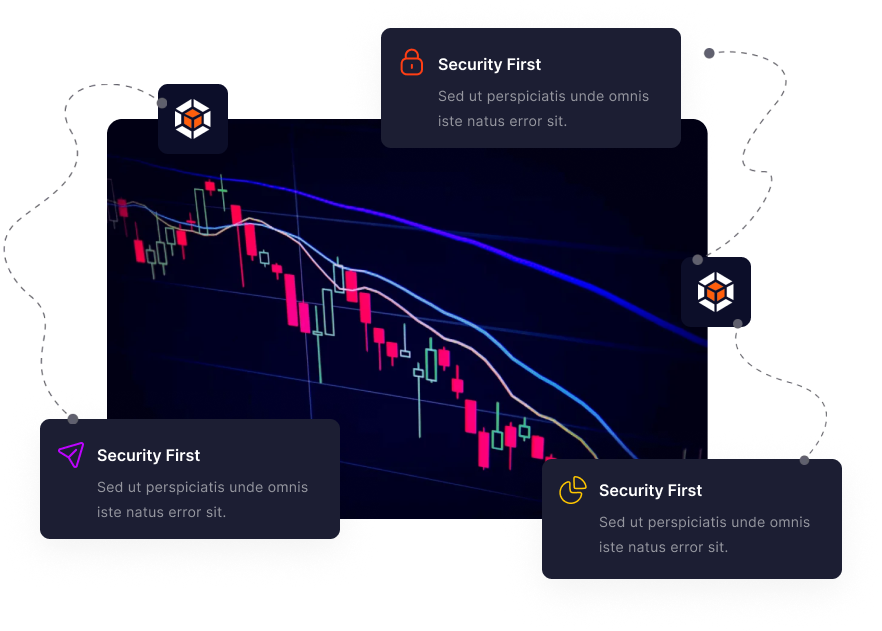 Security First
Sed ut perspiciatis unde omnis
iste natus error sit.
Security First
Sed ut perspiciatis unde omnis
iste natus error sit.
Security First
Sed ut perspiciatis unde omnis
iste natus error sit.